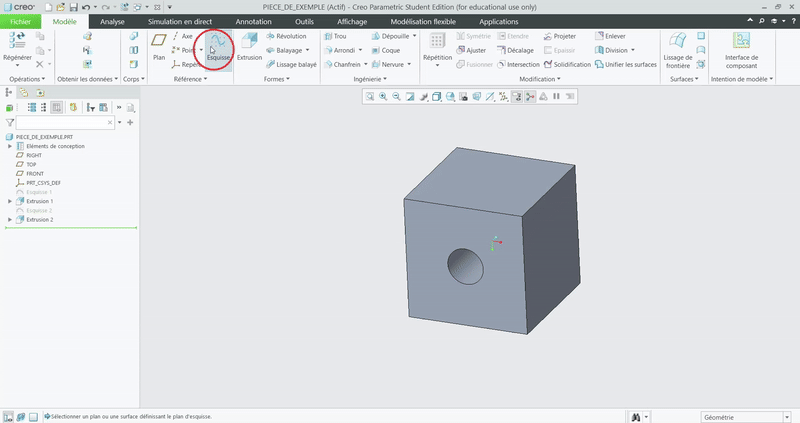 creo
PIECE_DE_EXEMPLE (Actif) - Creo Parametric Student Edition (for educational use only)
Fichier Modèle Analyse Simulation en direct Annotation Outils Affichage Modélisation flexible Applications
Axe Révolution Trou Dépouille Symétrie Etendre Projeter Enlever
Point Balayage Arrondi Coque Ajuster Décalage Epaissir Diviser
Régénérer Plan Repère Esquisse Extrusion Lissage balayé Chanfrein Nervure Répétition Fusionner Intersection Solidification Unifier les surfaces Lissage de frontière Interface de composant
Opérations Obtenir les données Corps Référence Formes Ingénierie Modification Surfaces Intention de modèle
PIECE_DE_EXEMPLE.PRT
Eléments de conception
RIGHT
TOP
FRONT
PRT_CSYS_DEF
Esquisse 1
Extrusion 1
Esquisse 2
Extrusion 2
Sélectionner un plan ou une surface définissant le plan d'esquisse.
Géométrie